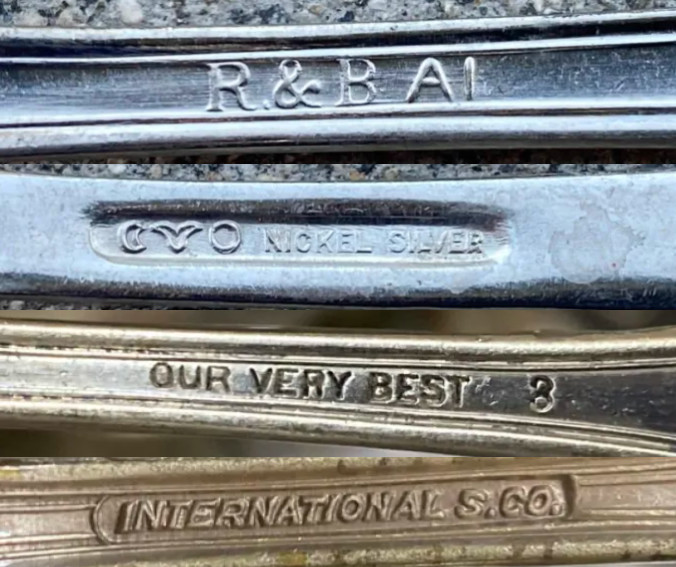 R.&B A1
NICKEL SILVER
OUR VERY BEST 3
INTERNATIONAL S.CO.